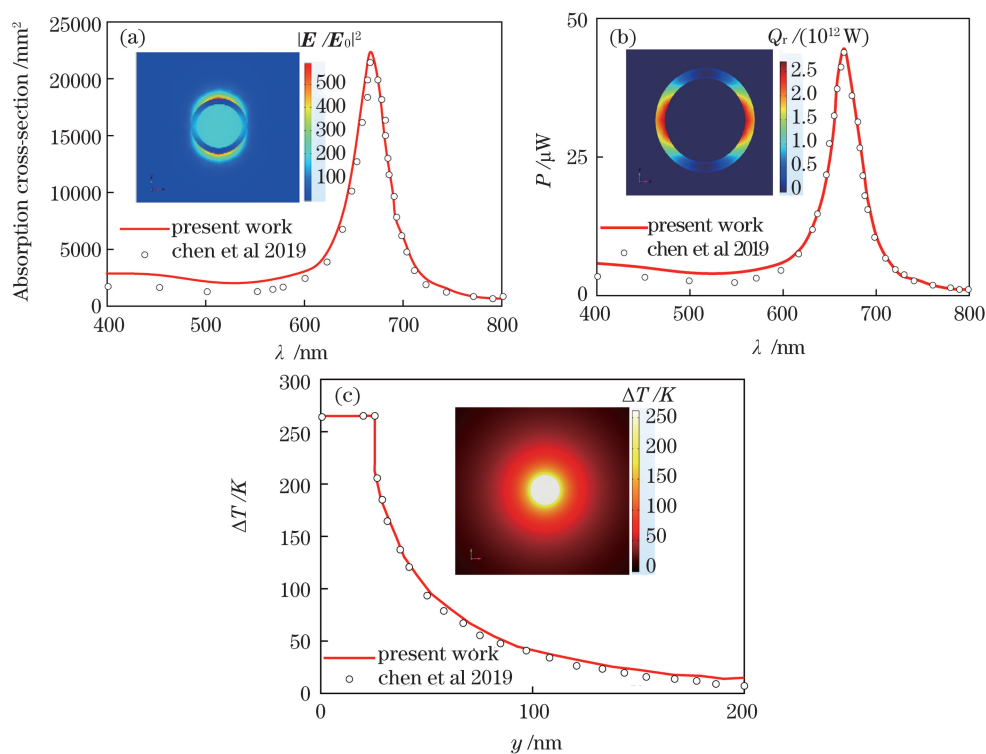 (a)
|E/E0|²
Absorption cross-section /mm²
25000
22500
20000
17500
15000
10000
5000
2500
0
500
400
300
200
100
present work
chen et al 2019
400
500
600
700
800
λ /nm
(b)
Qr /(10¹² W)
P /μW
50
25
0
2.5
2.0
1.5
1.0
0.5
0
present work
chen et al 2019
400
500
600
700
800
λ /nm
(c)
ΔT /K
ΔT /K
300
250
200
150
100
50
0
250
200
150
100
50
0
present work
chen et al 2019
0
100
200
y /nm